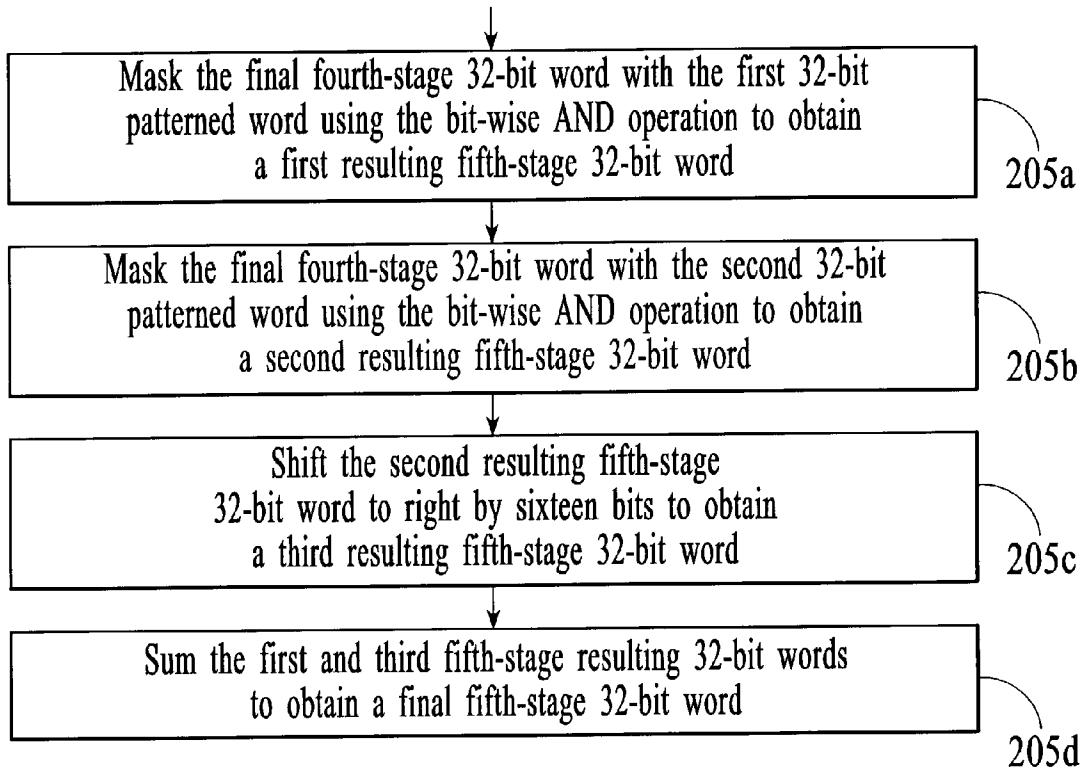 Mask the final fourth-stage 32-bit word with the first 32-bit
patterned word using the bit-wise AND operation to obtain
a first resulting fifth-stage 32-bit word
205a
Mask the final fourth-stage 32-bit word with the second 32-bit
patterned word using the bit-wise AND operation to obtain
a second resulting fifth-stage 32-bit word
205b
Shift the second resulting fifth-stage
32-bit word to right by sixteen bits to obtain
a third resulting fifth-stage 32-bit word
205c
Sum the first and third fifth-stage resulting 32-bit words
to obtain a final fifth-stage 32-bit word
205d